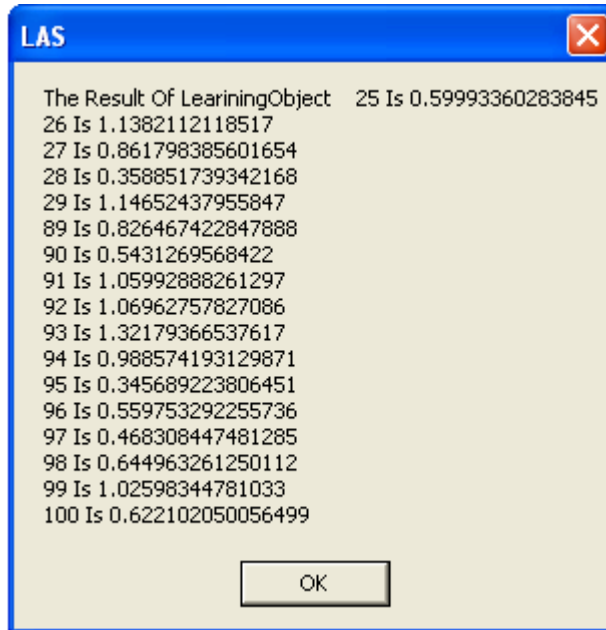 LAS
The Result Of LeariningObject 25 Is 0.59993360283845
26 Is 1.1382112118517
27 Is 0.861798385601654
28 Is 0.358851739342168
29 Is 1.14652437955847
89 Is 0.826467422847888
90 Is 0.5431269568422
91 Is 1.05992888261297
92 Is 1.06962757827086
93 Is 1.32179366537617
94 Is 0.988574193129871
95 Is 0.345689223806451
96 Is 0.559753292255736
97 Is 0.468308447481285
98 Is 0.644963261250112
99 Is 1.02598344781033
100 Is 0.622102050056499
OK